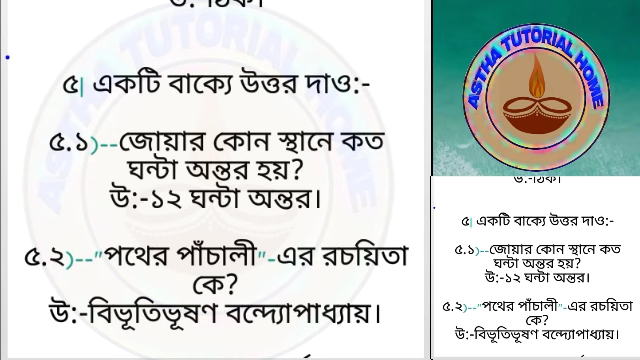 উ:-ঠিক।
৫| একটি বাক্যে উত্তর দাও:-
৫.১)--জোয়ার কোন স্থানে কত
ঘন্টা অন্তর হয়?
উ:-১২ ঘন্টা অন্তর।
৫.২)--"পথের পাঁচালী"-এর রচয়িতা
কে?
উ:-বিভূতিভূষণ বন্দ্যোপাধ্যায়।
ASTHA TUTORIAL HOME
উ:-ঠিক।
৫| একটি বাক্যে উত্তর দাও:-
৫.১)--জোয়ার কোন স্থানে কত
ঘন্টা অন্তর হয়?
উ:-১২ ঘন্টা অন্তর।
৫.২)--"পথের পাঁচালী"-এর রচয়িতা
কে?
উ:-বিভূতিভূষণ বন্দ্যোপাধ্যায়।